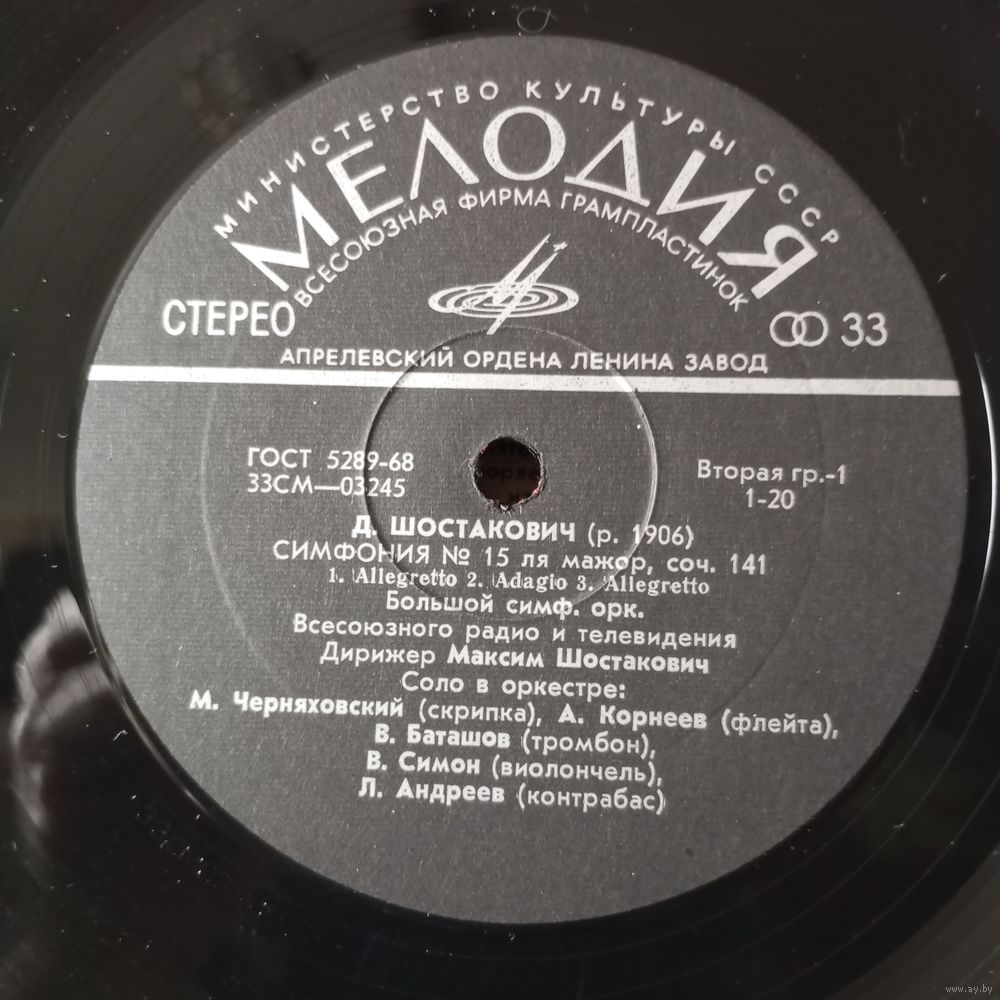 МИНИСТЕРСТВО КУЛЬТУРЫ СССР
МЕЛОДИЯ
ВСЕСОЮЗНАЯ ФИРМА ГРАМПЛАСТИНОК
СТЕРЕО
33
АПРЕЛЕВСКИЙ ОРДЕНА ЛЕНИНА ЗАВОД
ГОСТ 5289-68
33СМ—03245
Вторая гр.-1
1-20
Д. ШОСТАКОВИЧ (р. 1906)
СИМФОНИЯ № 15 ля мажор, соч. 141
1. Allegretto 2. Adagio 3. Allegretto
Большой симф. орк.
Всесоюзного радио и телевидения
Дирижер Максим Шостакович
Соло в оркестре:
М. Черняховский (скрипка), А. Корнеев (флейта),
В. Баташов (тромбон),
В. Симон (виолончель),
Л. Андреев (контрабас)
www.ay.by